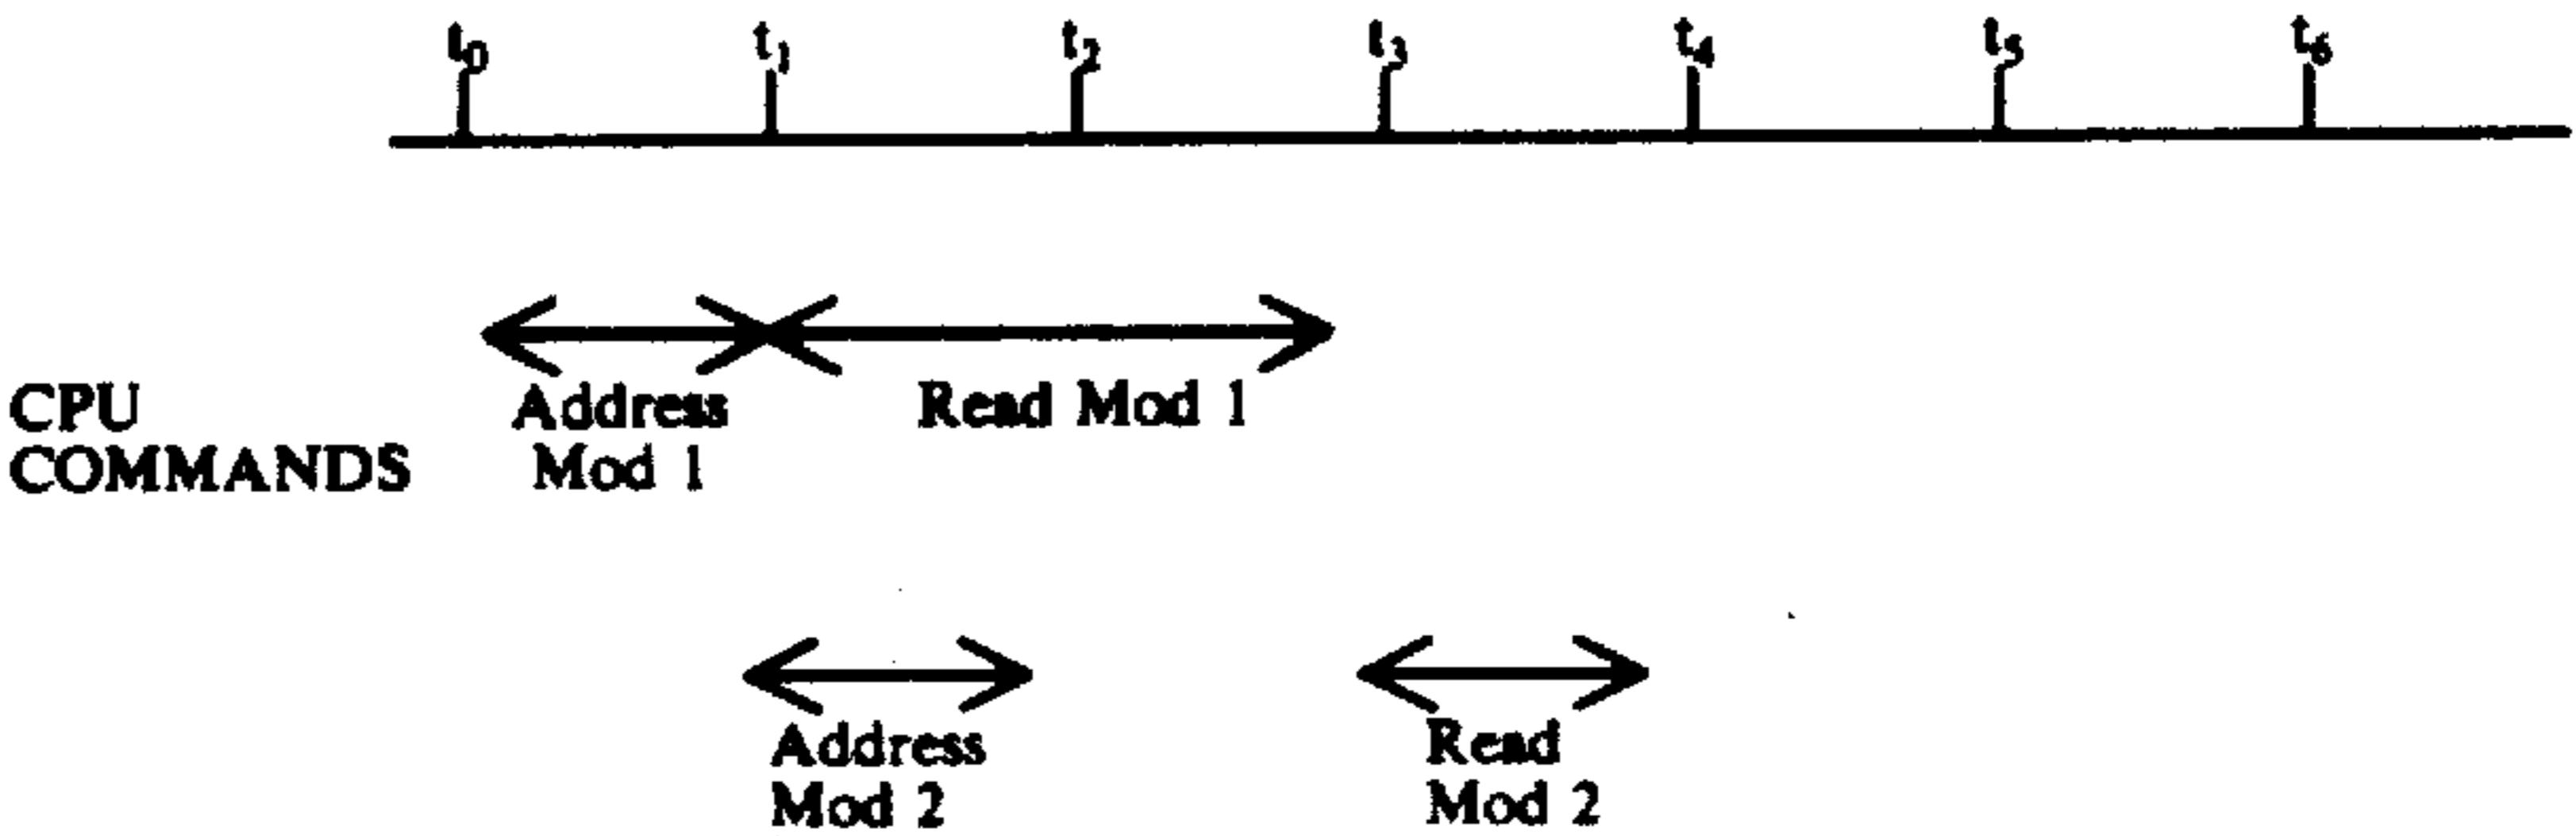 t0 t1 t2 t3 t4 t5 t6
CPU
COMMANDS
Address
Mod 1
Read Mod 1
Address
Mod 2
Read
Mod 2